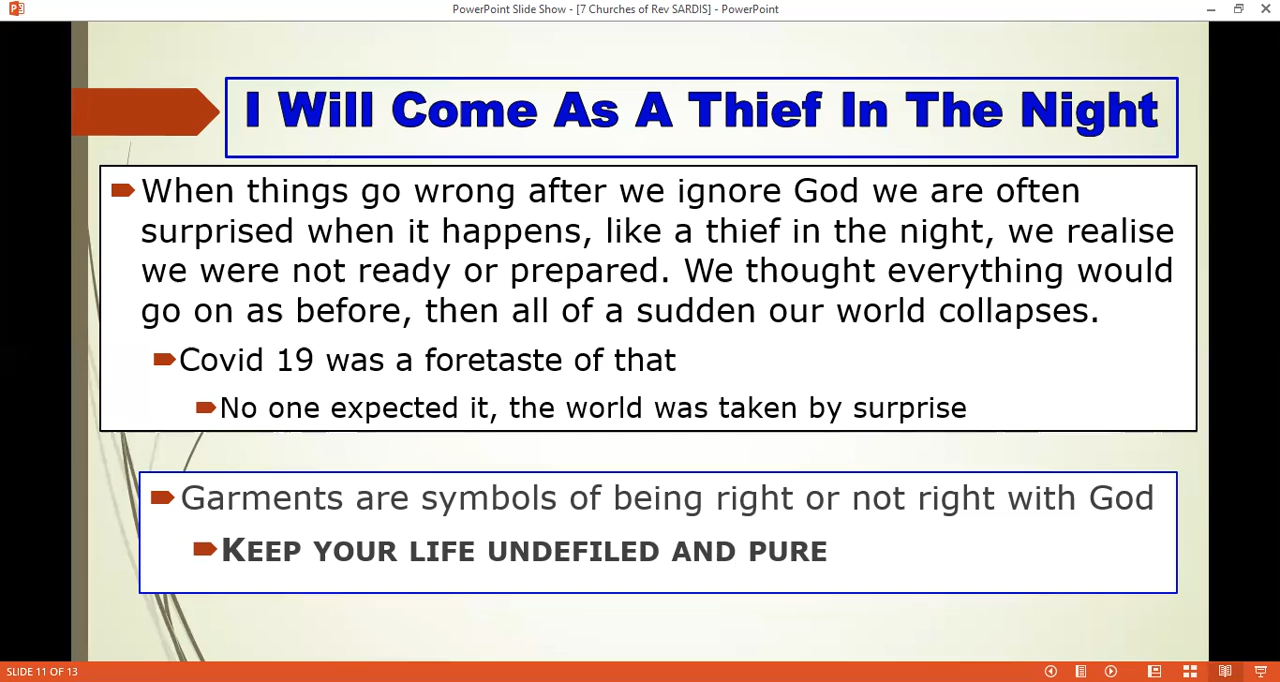 PowerPoint Slide Show - [7 Churches of Rev SARDIS] - PowerPoint
I Will Come As A Thief In The Night
When things go wrong after we ignore God we are often
surprised when it happens, like a thief in the night, we realise
we were not ready or prepared. We thought everything would
go on as before, then all of a sudden our world collapses.
Covid 19 was a foretaste of that
No one expected it, the world was taken by surprise
Garments are symbols of being right or not right with God
KEEP YOUR LIFE UNDEFILED AND PURE
SLIDE 11 OF 13